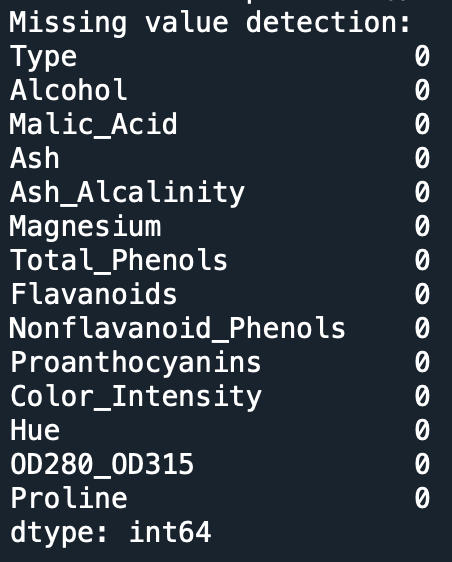 Missing value detection:
Type 0
Alcohol 0
Malic_Acid 0
Ash 0
Ash_Alcalinity 0
Magnesium 0
Total_Phenols 0
Flavanoids 0
Nonflavanoid_Phenols 0
Proanthocyanins 0
Color_Intensity 0
Hue 0
OD280_OD315 0
Proline 0
dtype: int64